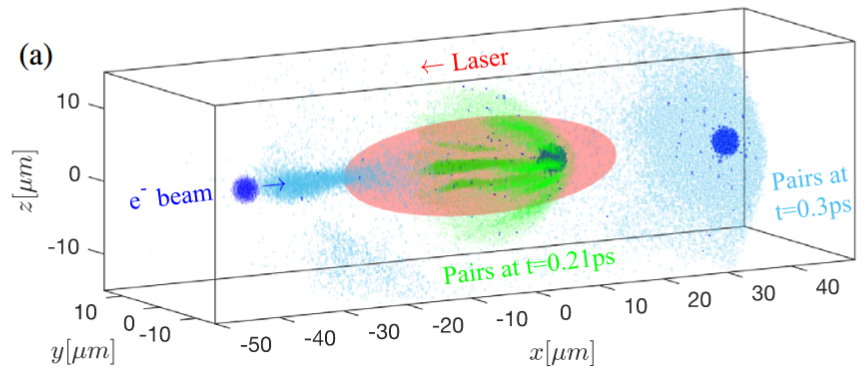 (a)
← Laser
10
0
-10
z[μm]
e⁻ beam
→
Pairs at
t=0.3ps
Pairs at t=0.21ps
10
0
-10
y[μm]
-50
-40
-30
-20
-10
0
10
20
30
40
x[μm]